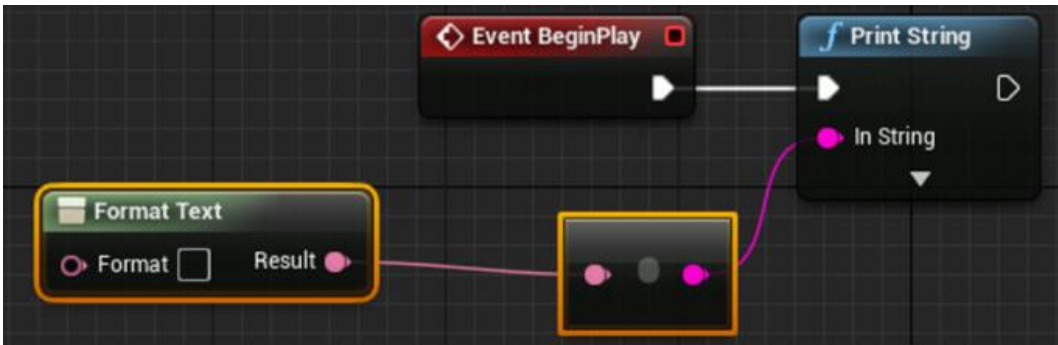 Event BeginPlay
Print String
In String
Format Text
Format
Result